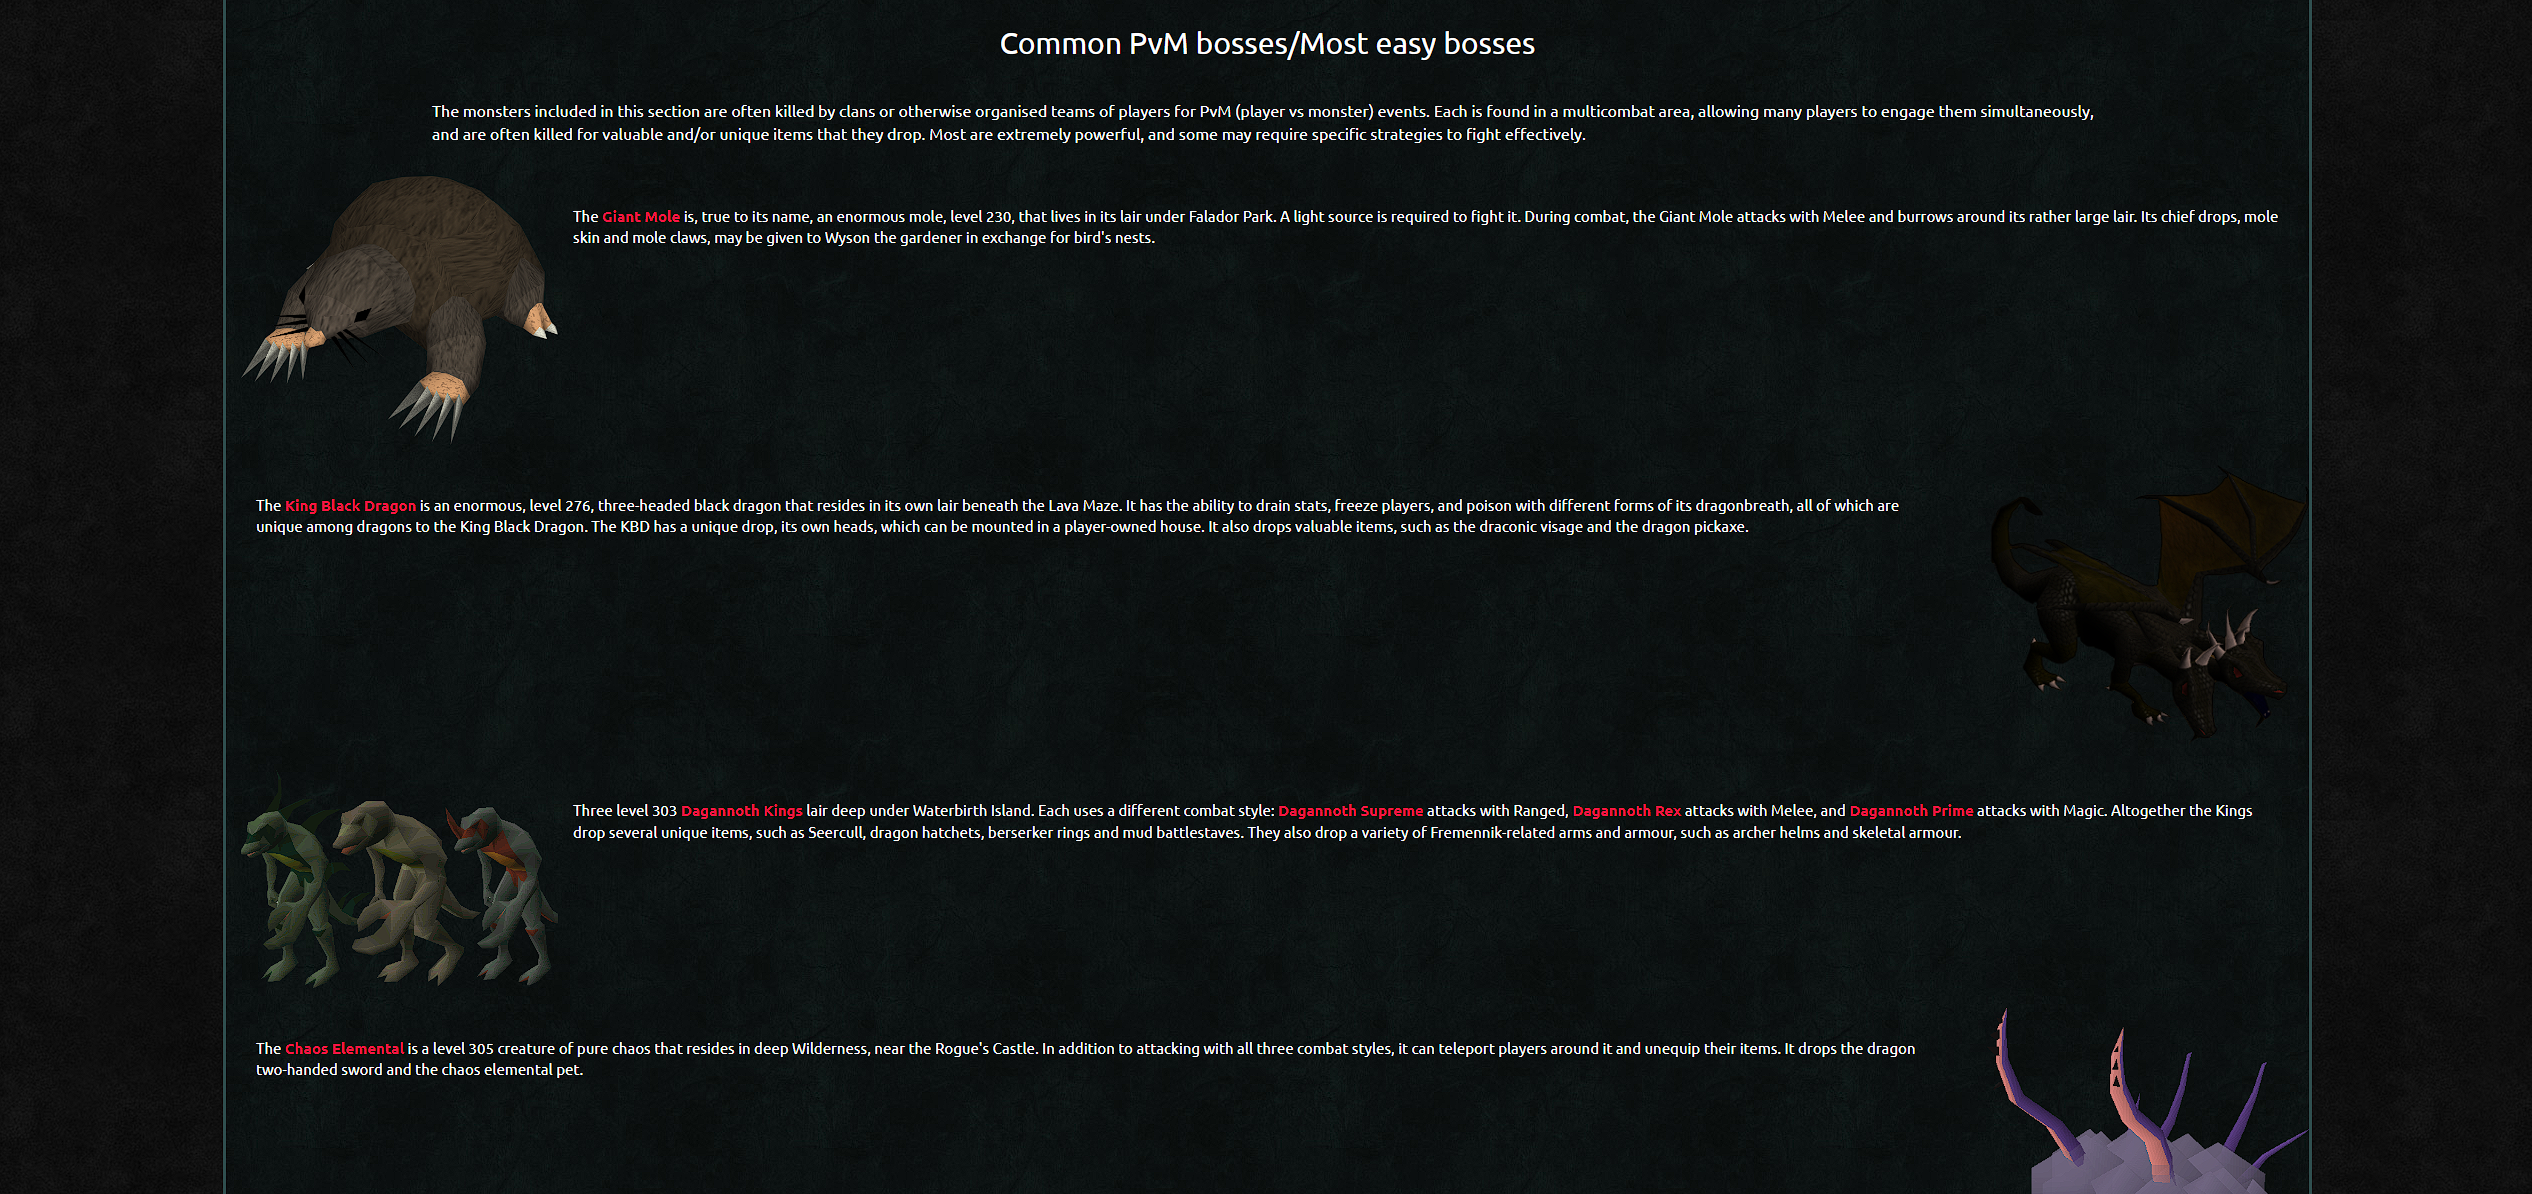 Common PvM bosses/Most easy bosses
The monsters included in this section are often killed by clans or otherwise organised teams of players for PvM (player vs monster) events. Each is found in a multicombat area, allowing many players to engage them simultaneously,
and are often killed for valuable and/or unique items that they drop. Most are extremely powerful, and some may require specific strategies to fight effectively.
The Giant Mole is, true to its name, an enormous mole, level 230, that lives in its lair under Falador Park. A light source is required to fight it. During combat, the Giant Mole attacks with Melee and burrows around its rather large lair. Its chief drops, mole
skin and mole claws, may be given to Wyson the gardener in exchange for bird's nests.
The King Black Dragon is an enormous, level 276, three-headed black dragon that resides in its own lair beneath the Lava Maze. It has the ability to drain stats, freeze players, and poison with different forms of its dragonbreath, all of which are
unique among dragons to the King Black Dragon. The KBD has a unique drop, its own heads, which can be mounted in a player-owned house. It also drops valuable items, such as the draconic visage and the dragon pickaxe.
Three level 303 Dagannoth Kings lair deep under Waterbirth Island. Each uses a different combat style: Dagannoth Supreme attacks with Ranged, Dagannoth Rex attacks with Melee, and Dagannoth Prime attacks with Magic. Altogether the Kings
drop several unique items, such as Seercull, dragon hatchets, berserker rings and mud battlestaves. They also drop a variety of Fremennik-related arms and armour, such as archer helms and skeletal armour.
The Chaos Elemental is a level 305 creature of pure chaos that resides in deep Wilderness, near the Rogue's Castle. In addition to attacking with all three combat styles, it can teleport players around it and unequip their items. It drops the dragon
two-handed sword and the chaos elemental pet.